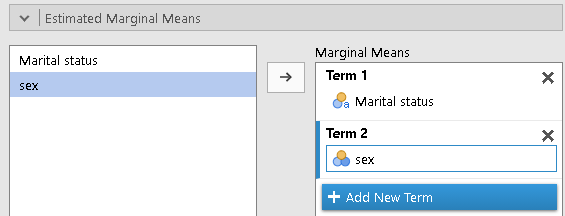 Estimated Marginal Means
Marital status
sex
Marginal Means
Term 1
a Marital status
Term 2
sex
+ Add New Term